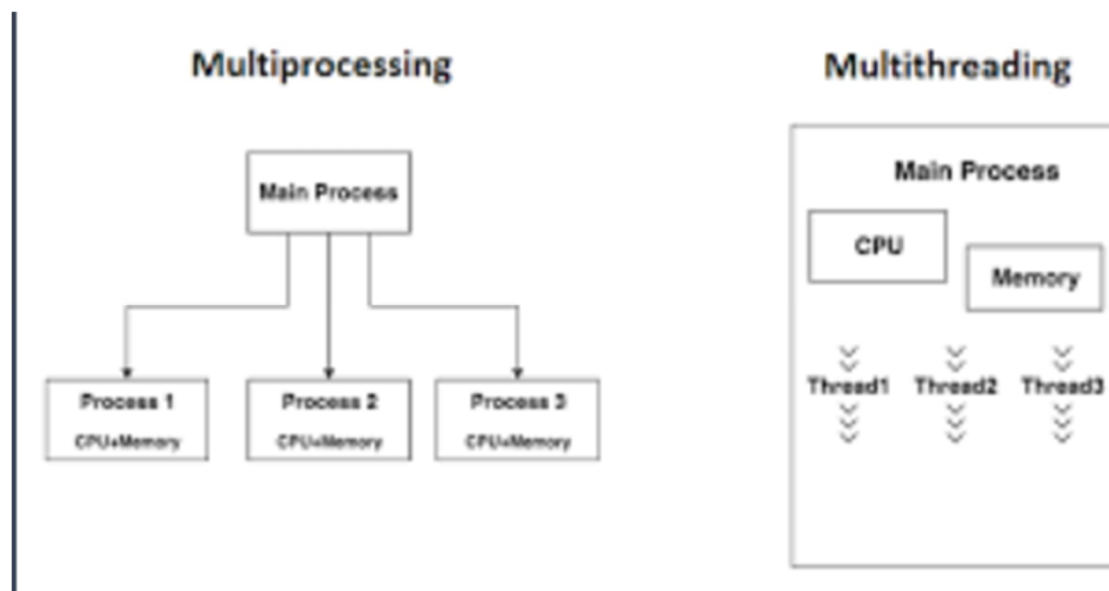 Multiprocessing
Main Process
Process 1
CPU+Memory
Process 2
CPU+Memory
Process 3
CPU+Memory
Multithreading
Main Process
CPU
Memory
Thread1 Thread2 Thread3